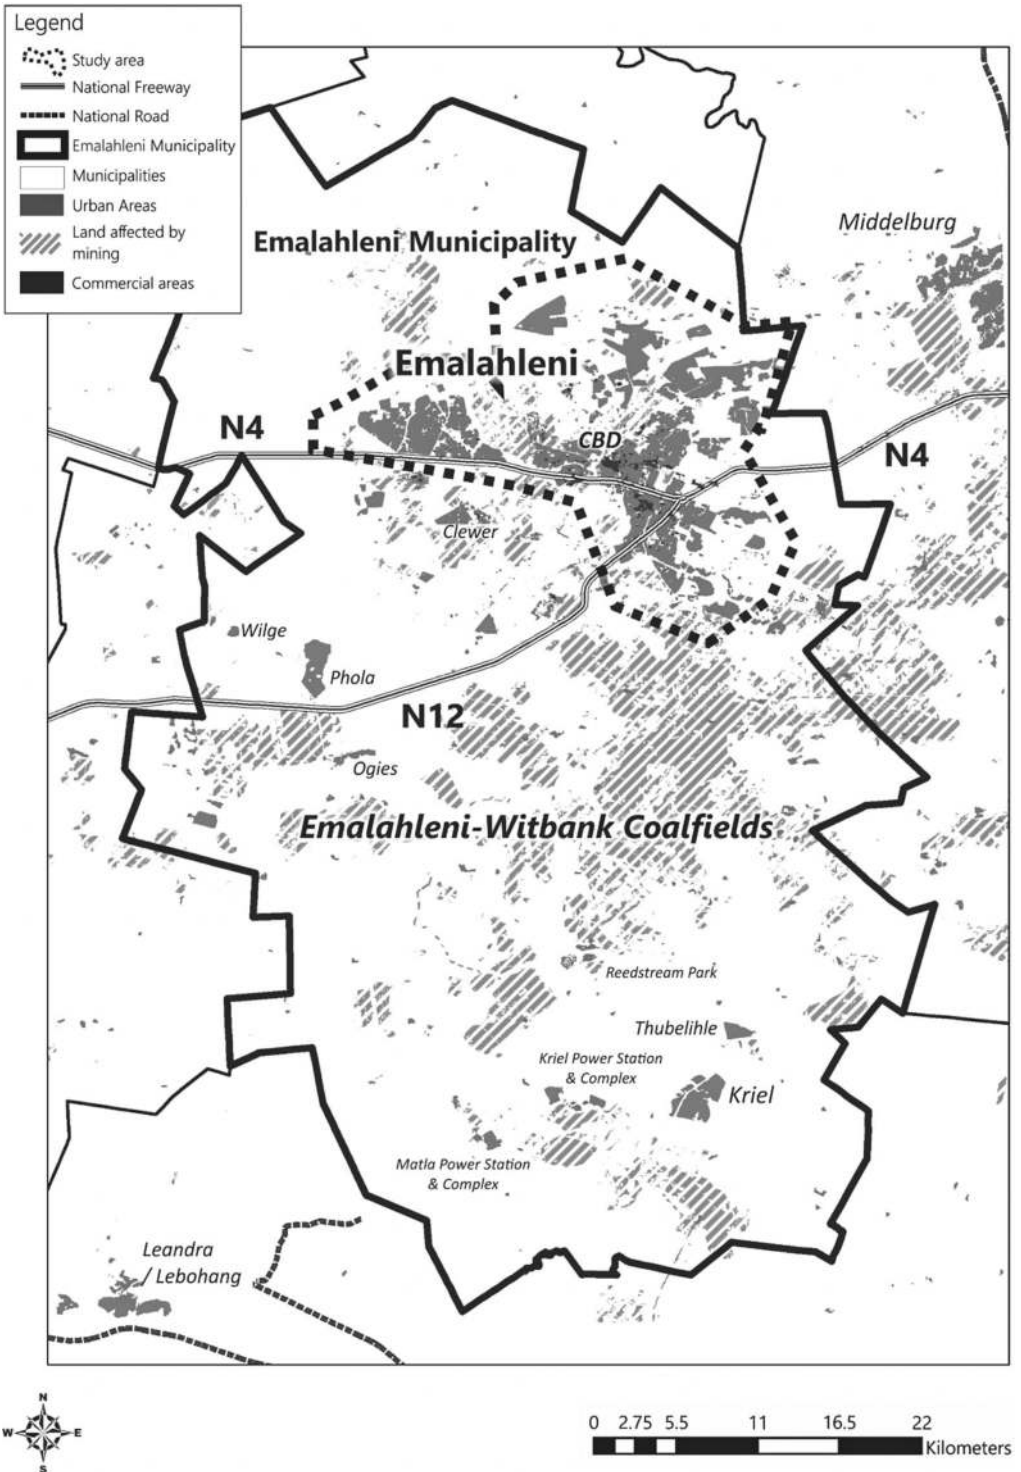 Legend
Study area
National Freeway
National Road
Emalahleni Municipality
Municipalities
Urban Areas
Land affected by
mining
Commercial areas
Middelburg
Emalahleni Municipality
Emalahleni
N4
CBD
N4
Clewer
Wilge
Phola
N12
Ogies
Emalahleni-Witbank Coalfields
Reedstream Park
Thubelihle
Kriel Power Station
& Complex
Kriel
Matla Power Station
& Complex
Leandra
/ Lebohang
N
W E
S
0 2.75 5.5 11 16.5 22
Kilometers